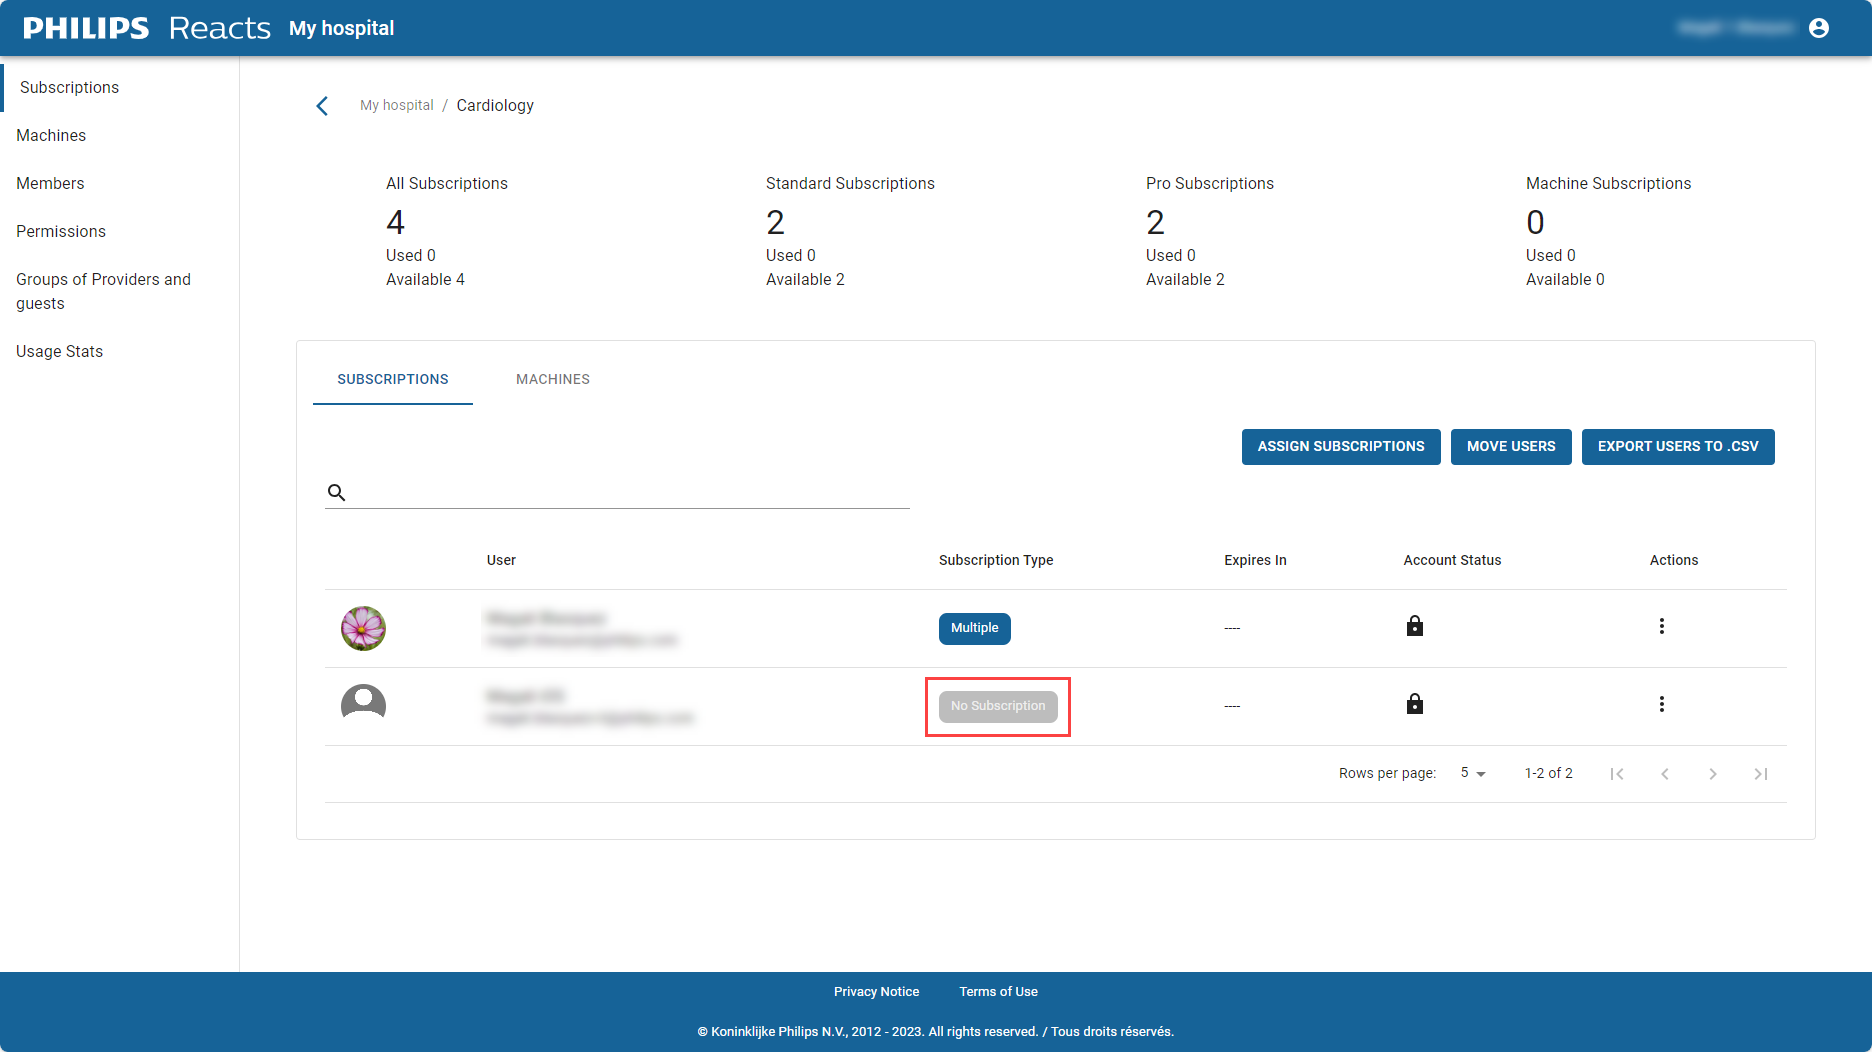 PHILIPS Reacts My hospital
Subscriptions
Machines
Members
Permissions
Groups of Providers and
guests
Usage Stats
My hospital / Cardiology
All Subscriptions
4
Used 0
Available 4
Standard Subscriptions
2
Used 0
Available 2
Pro Subscriptions
2
Used 0
Available 2
Machine Subscriptions
0
Used 0
Available 0
SUBSCRIPTIONS MACHINES
ASSIGN SUBSCRIPTIONS MOVE USERS EXPORT USERS TO .CSV
User Subscription Type Expires In Account Status Actions
Multiple ----
No Subscription ----
Rows per page: 5 1-2 of 2
Privacy Notice Terms of Use
© Koninklijke Philips N.V., 2012 - 2023. All rights reserved. / Tous droits réservés.